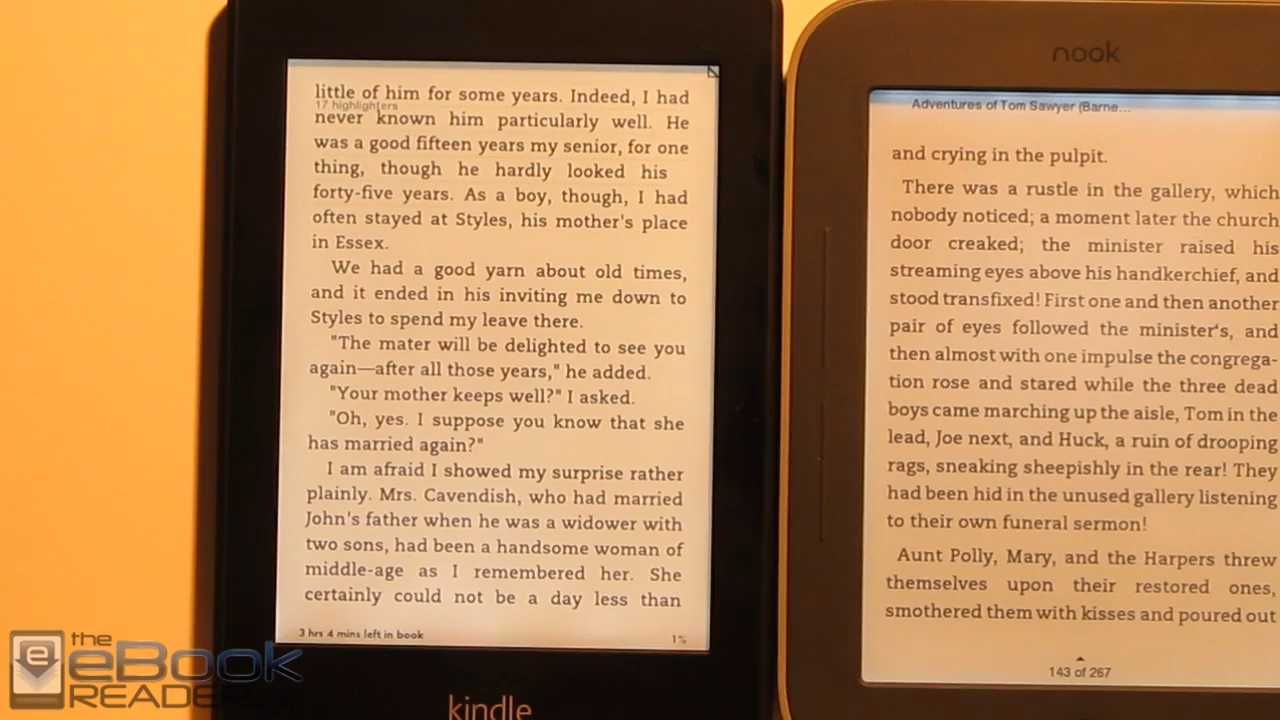 little of him for some years. Indeed, I had
17 highlighters
never known him particularly well. He
was a good fifteen years my senior, for one
thing, though he hardly looked his
forty-five years. As a boy, though, I had
often stayed at Styles, his mother's place
in Essex.
We had a good yarn about old times,
and it ended in his inviting me down to
Styles to spend my leave there.
"The mater will be delighted to see you
again—after all those years," he added.
"Your mother keeps well?" I asked.
"Oh, yes. I suppose you know that she
has married again?"
I am afraid I showed my surprise rather
plainly. Mrs. Cavendish, who had married
John's father when he was a widower with
two sons, had been a handsome woman of
middle-age as I remembered her. She
certainly could not be a day less than
3 hrs 4 mins left in book
1%
kindle
nook
Adventures of Tom Sawyer (Barne...
and crying in the pulpit.
There was a rustle in the gallery, which
nobody noticed; a moment later the church
door creaked; the minister raised his
streaming eyes above his handkerchief, and
stood transfixed! First one and then another
pair of eyes followed the minister's, and
then almost with one impulse the congrega-
tion rose and stared while the three dead
boys came marching up the aisle, Tom in the
lead, Joe next, and Huck, a ruin of drooping
rags, sneaking sheepishly in the rear! They
had been hid in the unused gallery listening
to their own funeral sermon!
Aunt Polly, Mary, and the Harpers threw
themselves upon their restored ones,
smothered them with kisses and poured out
143 of 267
the
eBook
READER